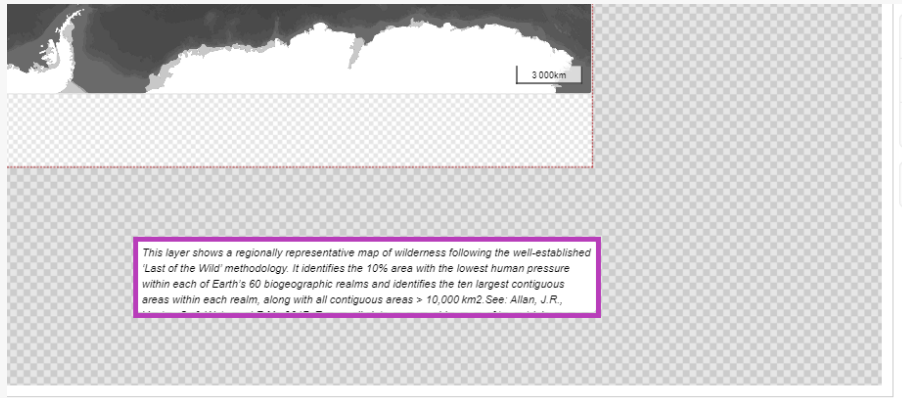 3 000km
This layer shows a regionally representative map of wilderness following the well-established
'Last of the Wild' methodology. It identifies the 10% area with the lowest human pressure
within each of Earth's 60 biogeographic realms and identifies the ten largest contiguous
areas within each realm, along with all contiguous areas > 10,000 km2.See: Allan, J.R.,